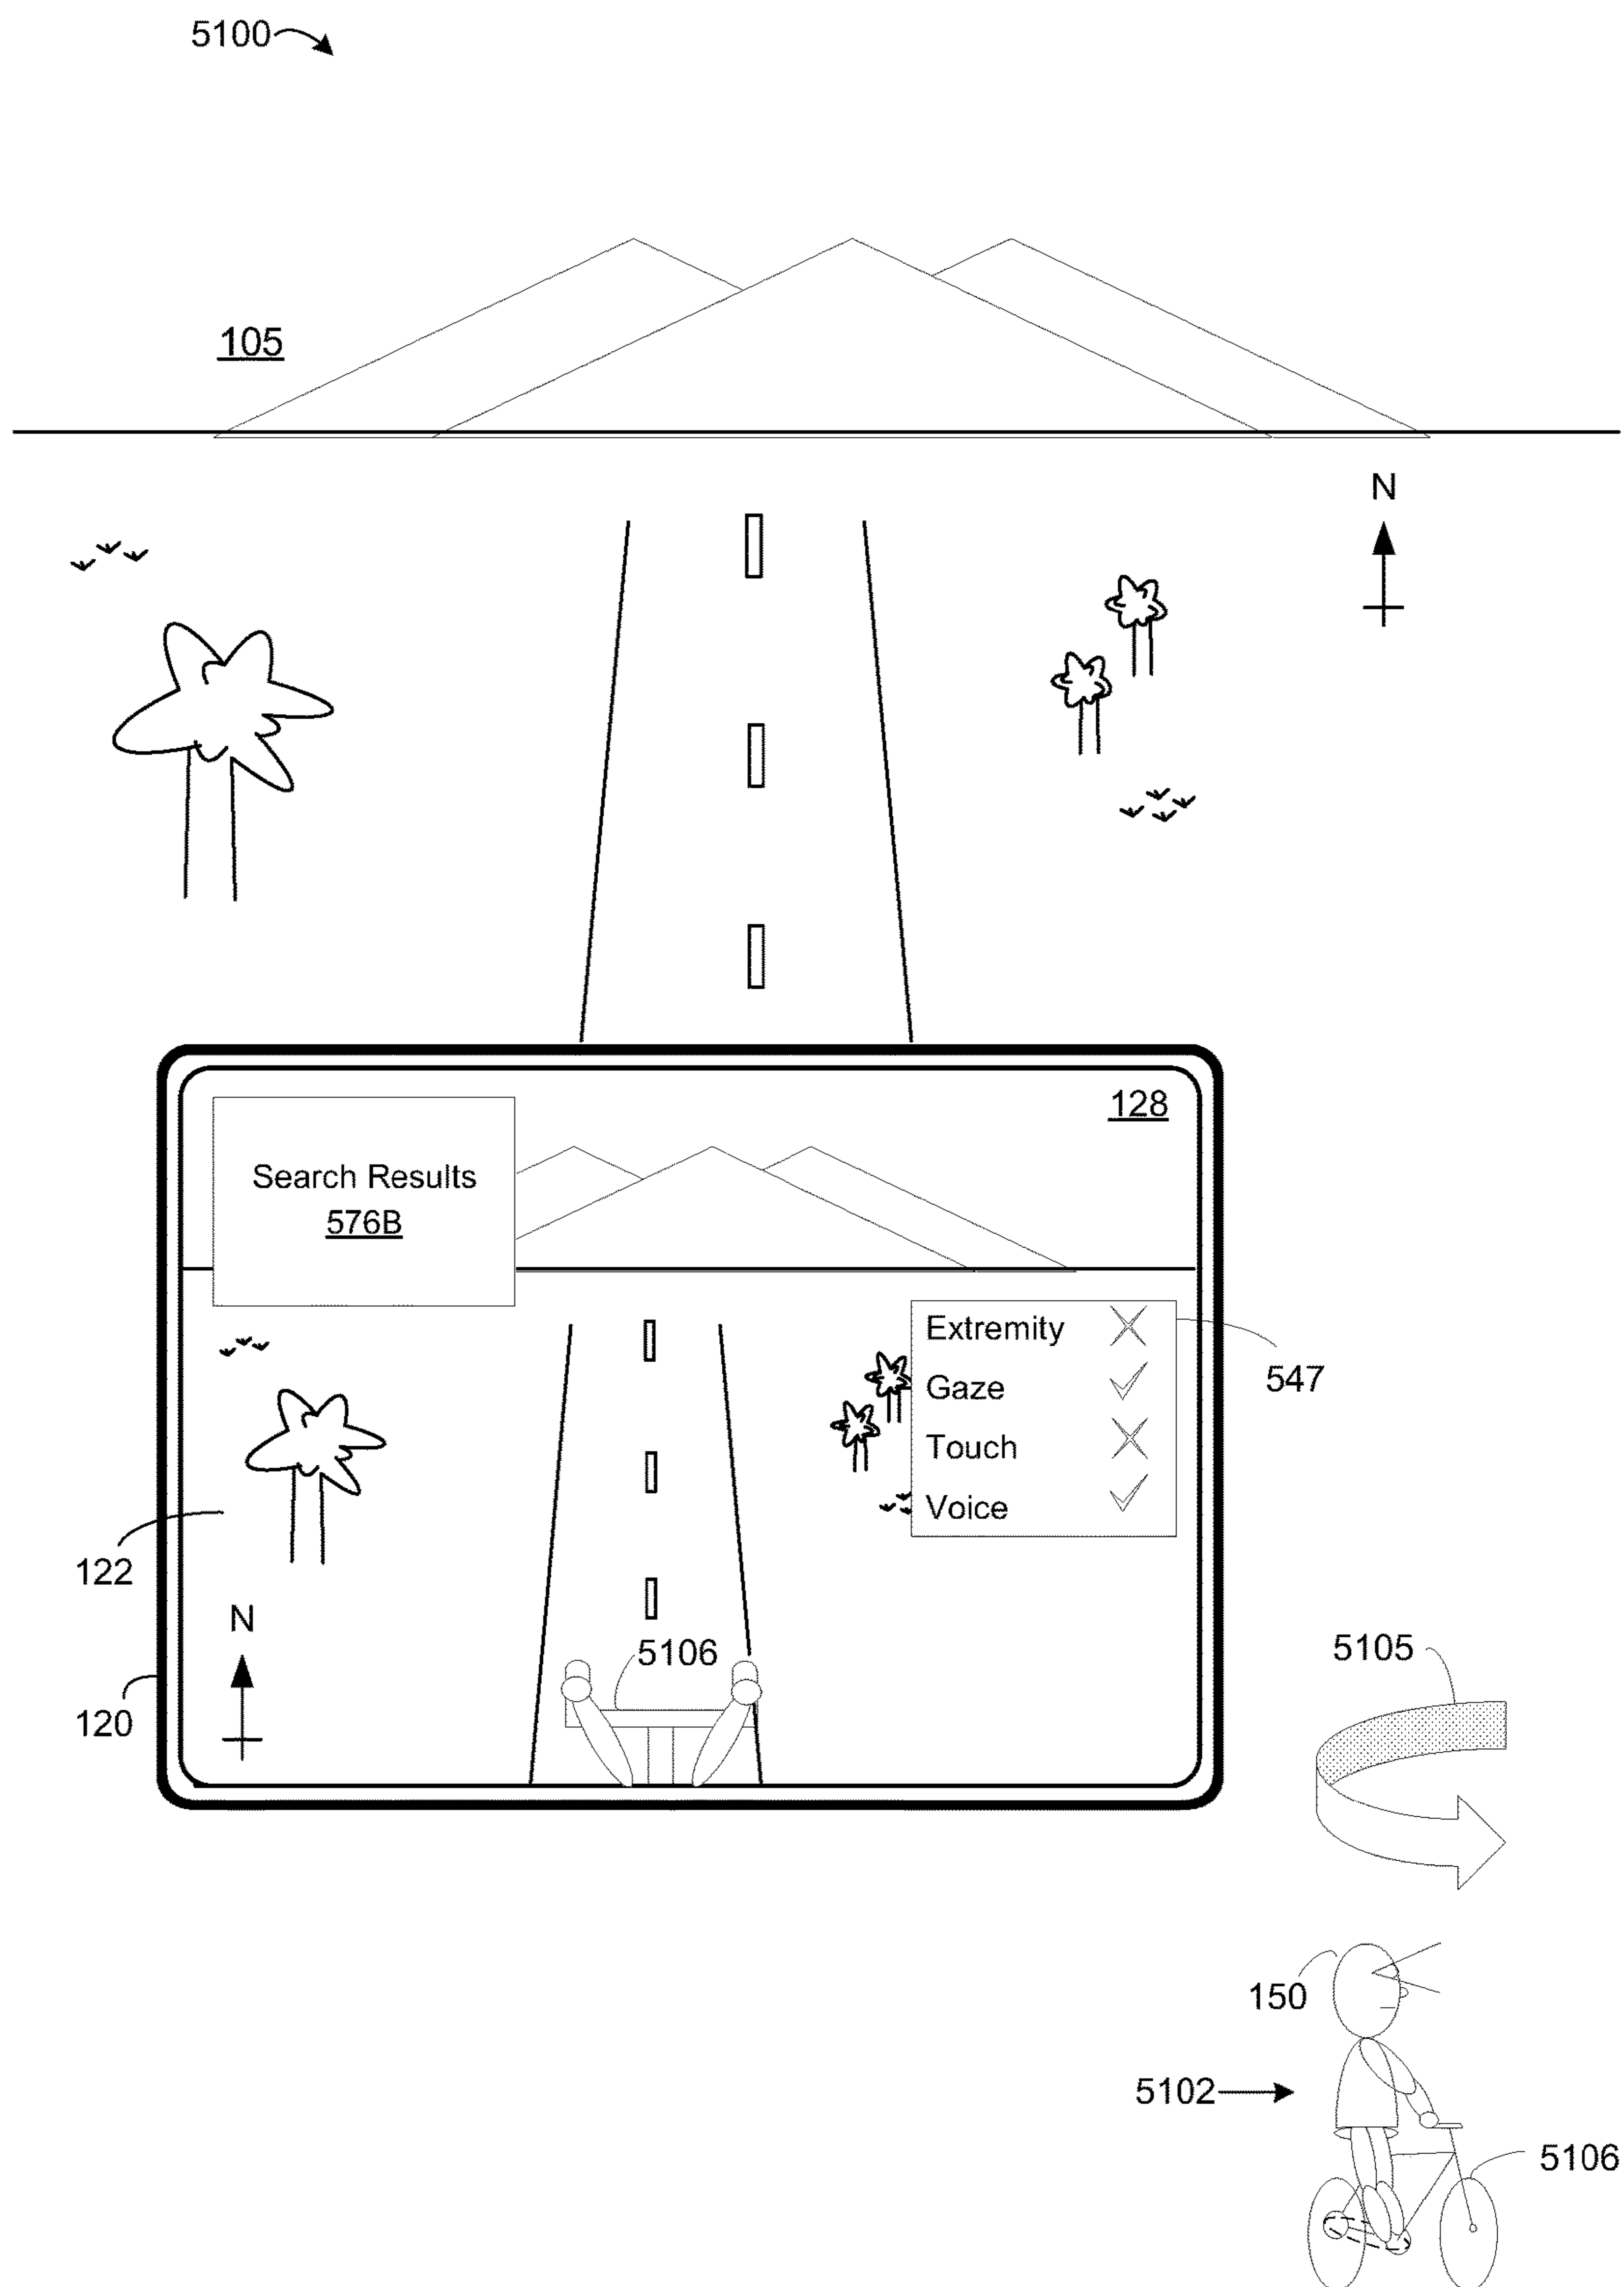 5100
105
N
128
Search Results
576B
Extremity
Gaze
Touch
Voice
547
122
N
5106
120
5105
150
5102
5106